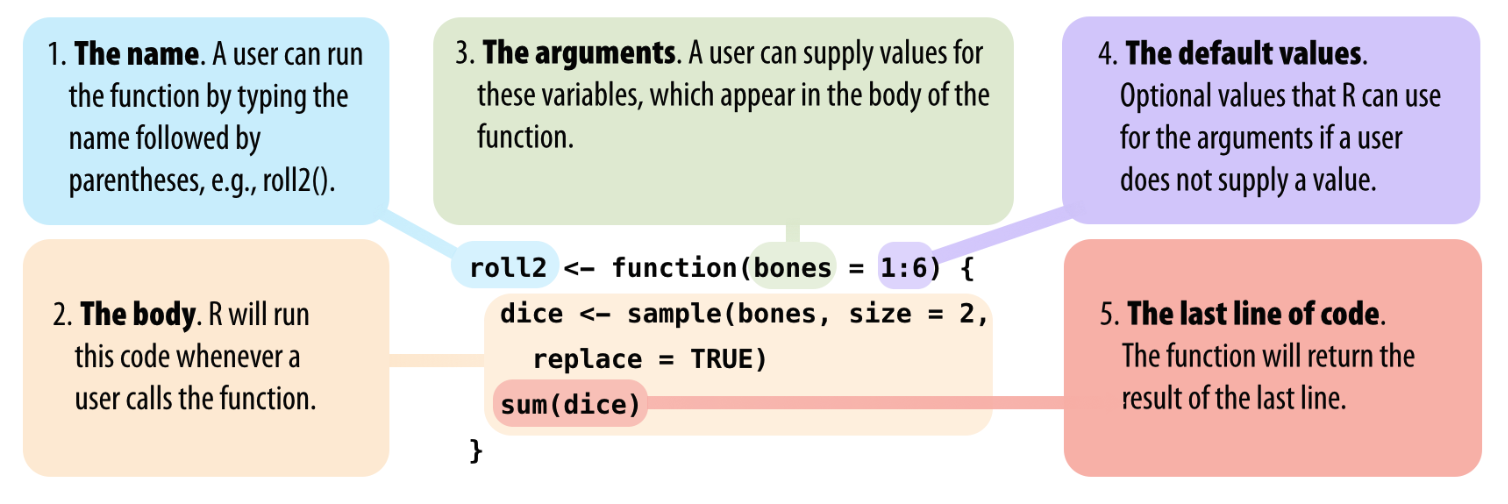 1. The name. A user can run
the function by typing the
name followed by
parentheses, e.g., roll2().
3. The arguments. A user can supply values for
these variables, which appear in the body of the
function.
4. The default values.
Optional values that R can use
for the arguments if a user
does not supply a value.
2. The body. R will run
this code whenever a
user calls the function.
roll2 <- function(bones = 1:6) {
dice <- sample(bones, size = 2,
replace = TRUE)
sum(dice)
}
5. The last line of code.
The function will return the
result of the last line.